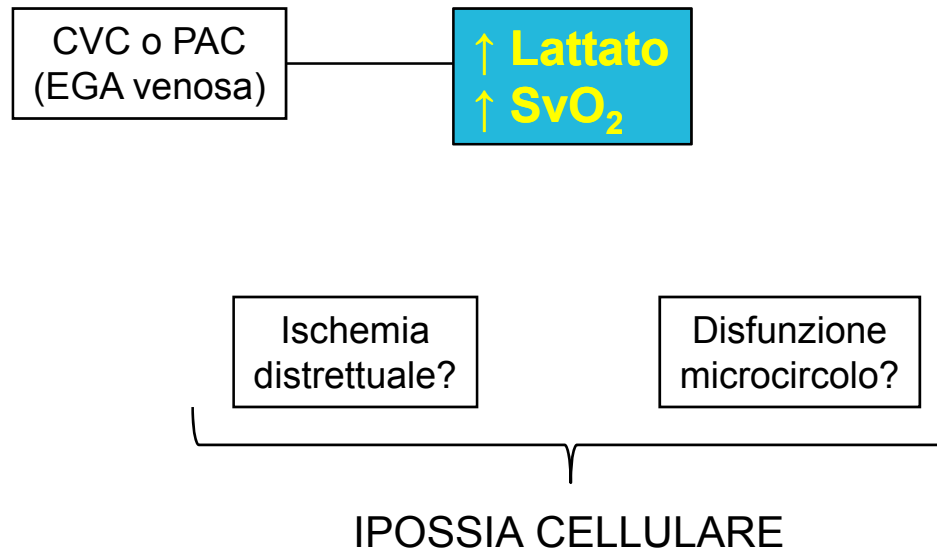 CVC o PAC
(EGA venosa)
↑ Lattato
↑ SvO₂
Ischemia
distrettuale?
Disfunzione
microcircolo?
IPOSSIA CELLULARE